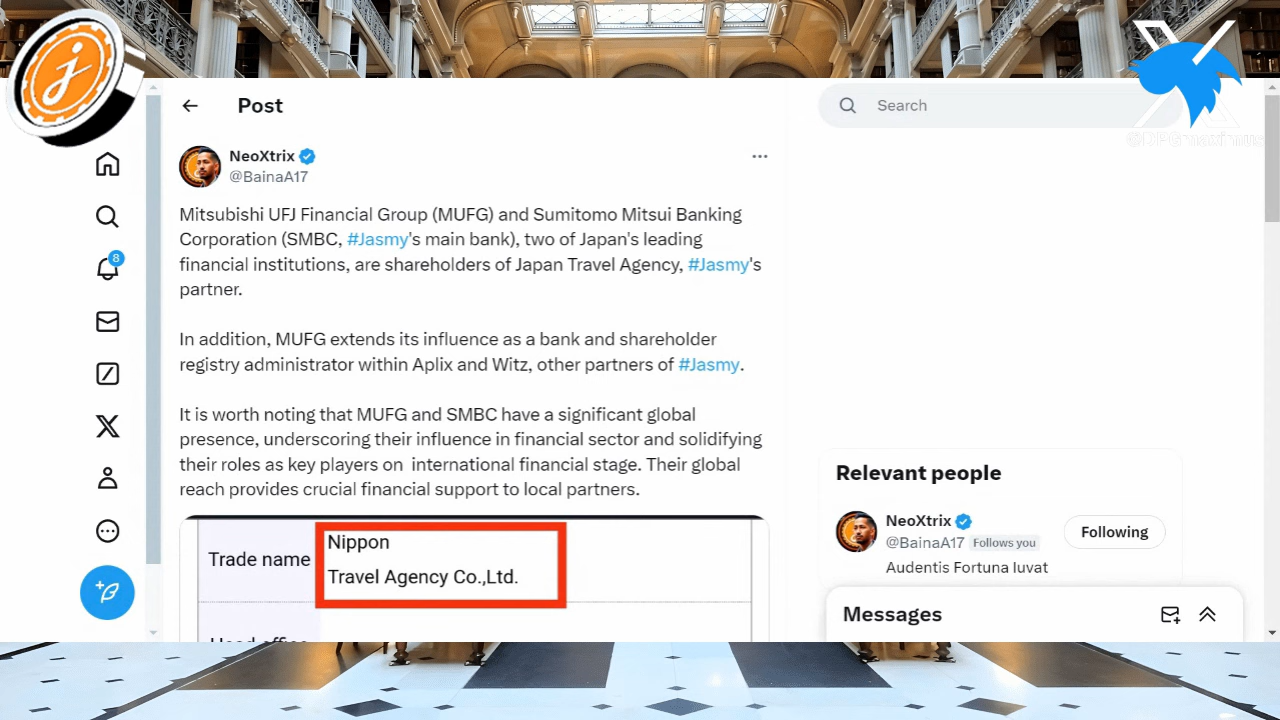 Post
Search
NeoXtrix
@BainaA17
Mitsubishi UFJ Financial Group (MUFG) and Sumitomo Mitsui Banking
Corporation (SMBC, #Jasmy's main bank), two of Japan's leading
financial institutions, are shareholders of Japan Travel Agency, #Jasmy's
partner.
In addition, MUFG extends its influence as a bank and shareholder
registry administrator within Aplix and Witz, other partners of #Jasmy.
It is worth noting that MUFG and SMBC have a significant global
presence, underscoring their influence in financial sector and solidifying
their roles as key players on international financial stage. Their global
reach provides crucial financial support to local partners.
Trade name
Nippon
Travel Agency Co.,Ltd.
8
Relevant people
NeoXtrix
@BainaA17 Follows you
Following
Audentis Fortuna Iuvat
Messages